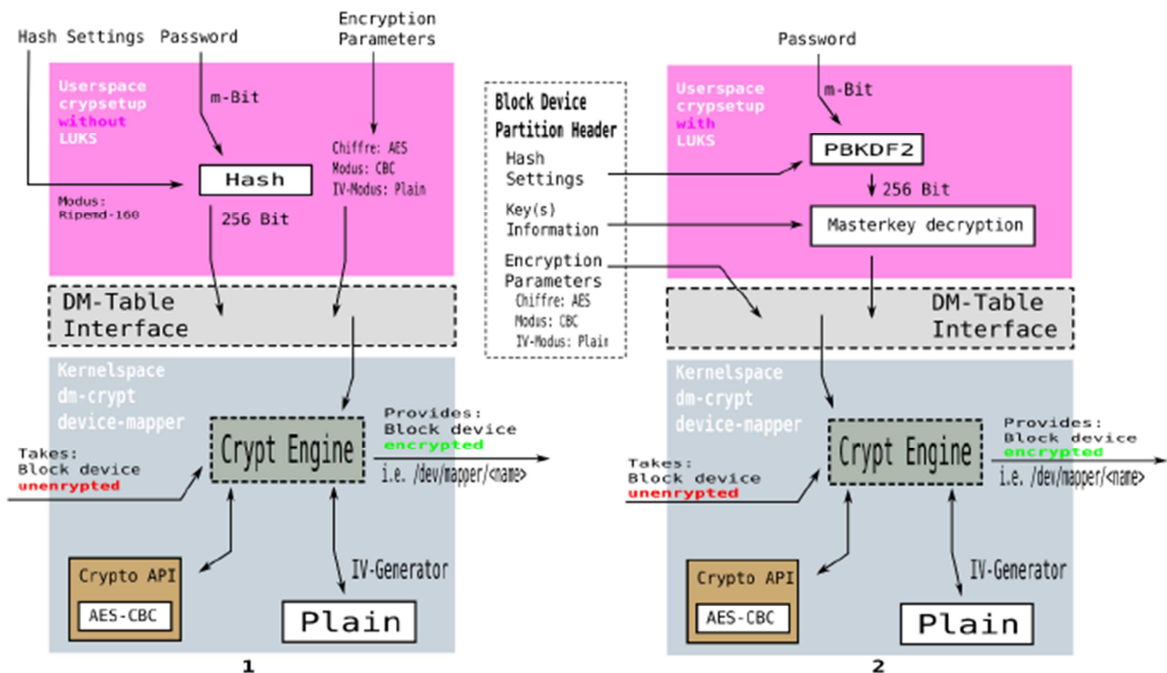 Hash Settings
Password
Encryption
Parameters
Userspace
crypsetup
without
LUKS
m-Bit
Chiffre: AES
Modus: CBC
IV-Modus: Plain
Hash
Modus:
Ripemd-160
256 Bit
DM-Table
Interface
Kernelspace
dm-crypt
device-mapper
Crypt Engine
Provides:
Block device
encrypted
i.e. /dev/mapper/<name>
Takes:
Block device
unenrypted
Crypto API
AES-CBC
IV-Generator
Plain
1
Block Device
Partition Header
Hash
Settings
Key(s)
Information
Encryption
Parameters
Chiffre: AES
Modus: CBC
IV-Modus: Plain
Password
Userspace
crypsetup
with
LUKS
m-Bit
PBKDF2
256 Bit
Masterkey decryption
DM-Table
Interface
Kernelspace
dm-crypt
device-mapper
Crypt Engine
Provides:
Block device
encrypted
i.e. /dev/mapper/<name>
Takes:
Block device
unenrypted
Crypto API
AES-CBC
IV-Generator
Plain
2